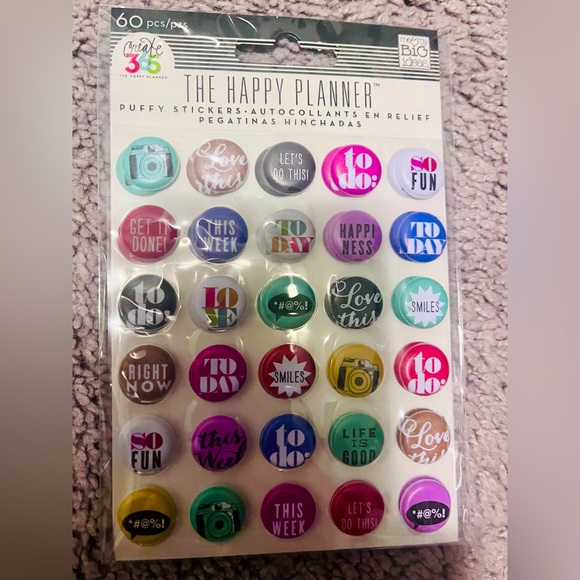 60 pcs/pzs
create
365
THE HAPPY PLANNER
me & my
BiG
ideas
THE HAPPY PLANNER™
PUFFY STICKERS • AUTOCOLLANTS EN RELIEF
PEGATINAS HINCHADAS
Love
this
LET'S
DO THIS!
to
do:
SO
FUN
GET IT
DONE!
THIS
WEEK
TO
DAY
HAPPI
NESS
TO
DAY
to
do:
LO
VE
*#@%!
Love
this
SMILES
RIGHT
NOW
TO
DAY
SMILES
to
do:
SO
FUN
this
Week
to
do:
LIFE
IS
GOOD
Love
this
*#@%!
THIS
WEEK
LET'S
DO THIS!
*#@%!